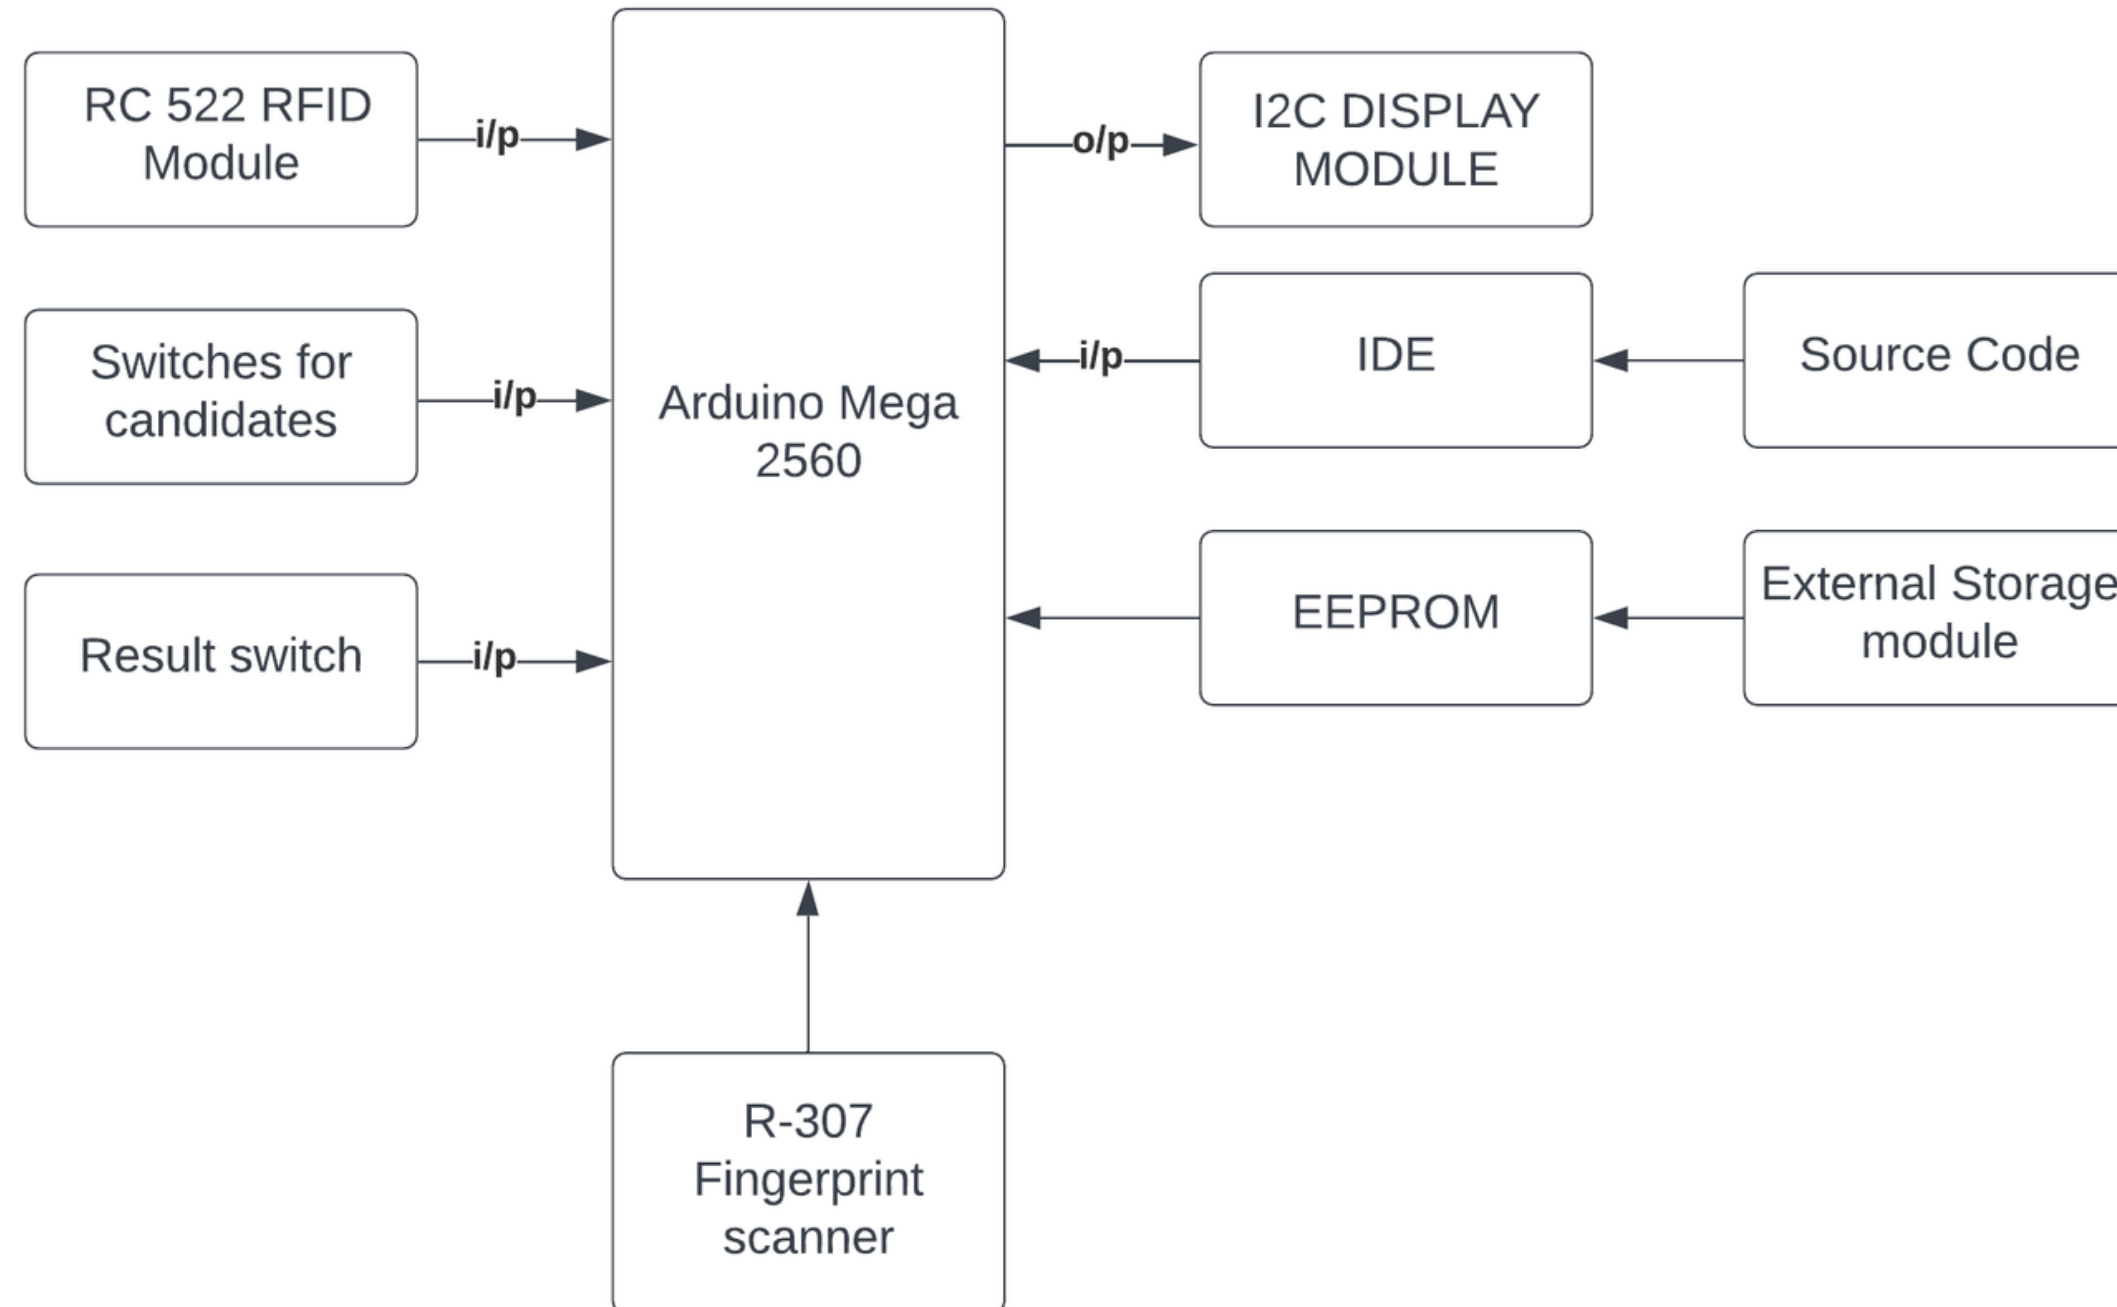 RC 522 RFID
Module
i/p
Switches for
candidates
i/p
Result switch
i/p
Arduino Mega
2560
o/p
I2C DISPLAY
MODULE
i/p
IDE
Source Code
EEPROM
External Storage
module
R-307
Fingerprint
scanner